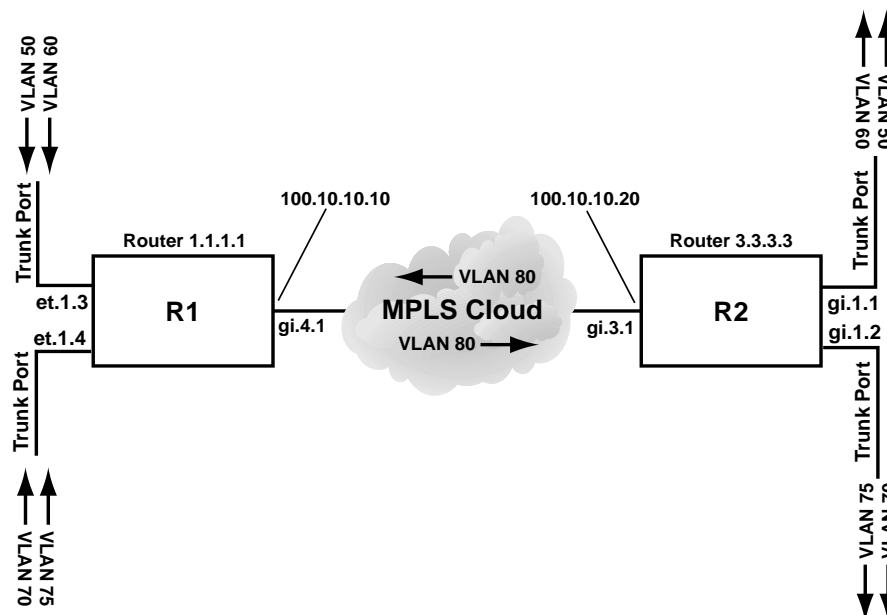 VLAN 50
VLAN 60
Trunk Port
Router 1.1.1.1
R1
et.1.3
et.1.4
Trunk Port
VLAN 70
VLAN 75
100.10.10.10
gi.4.1
VLAN 80
MPLS Cloud
VLAN 80
100.10.10.20
gi.3.1
Router 3.3.3.3
R2
gi.1.1
gi.1.2
VLAN 60
VLAN 50
Trunk Port
Trunk Port
VLAN 75